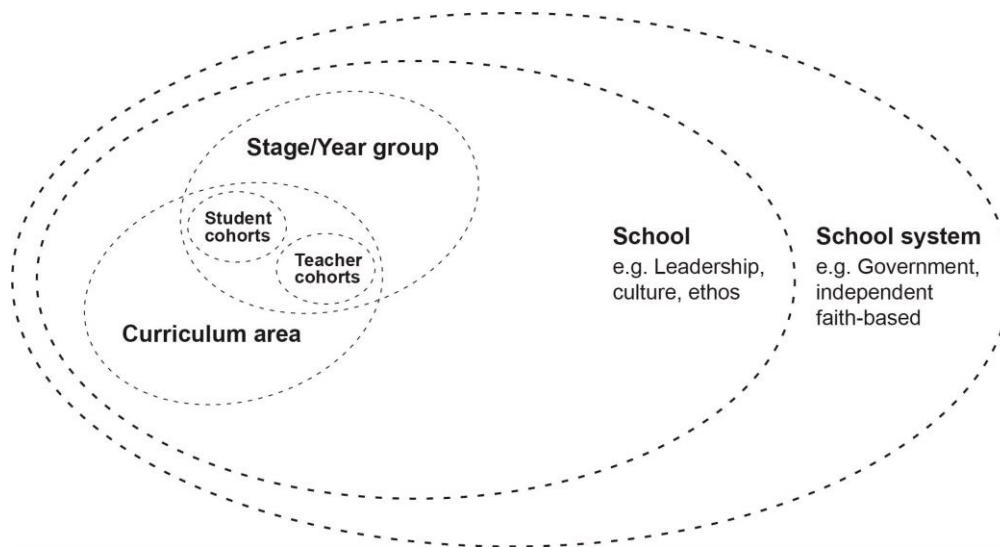 Stage/Year group
Student
cohorts
Teacher
cohorts
Curriculum area
School
e.g. Leadership,
culture, ethos
School system
e.g. Government,
independent
faith-based